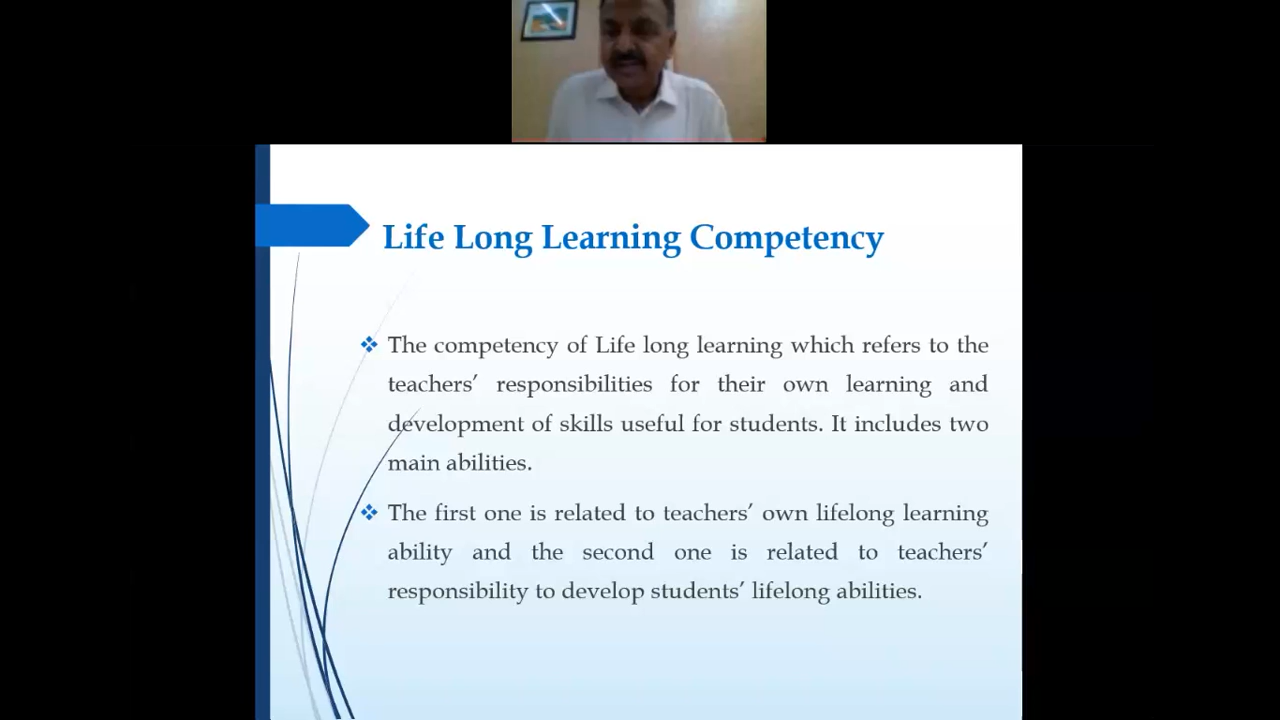 Life Long Learning Competency
The competency of Life long learning which refers to the
teachers’ responsibilities for their own learning and
development of skills useful for students. It includes two
main abilities.
The first one is related to teachers’ own lifelong learning
ability and the second one is related to teachers’
responsibility to develop students’ lifelong abilities.